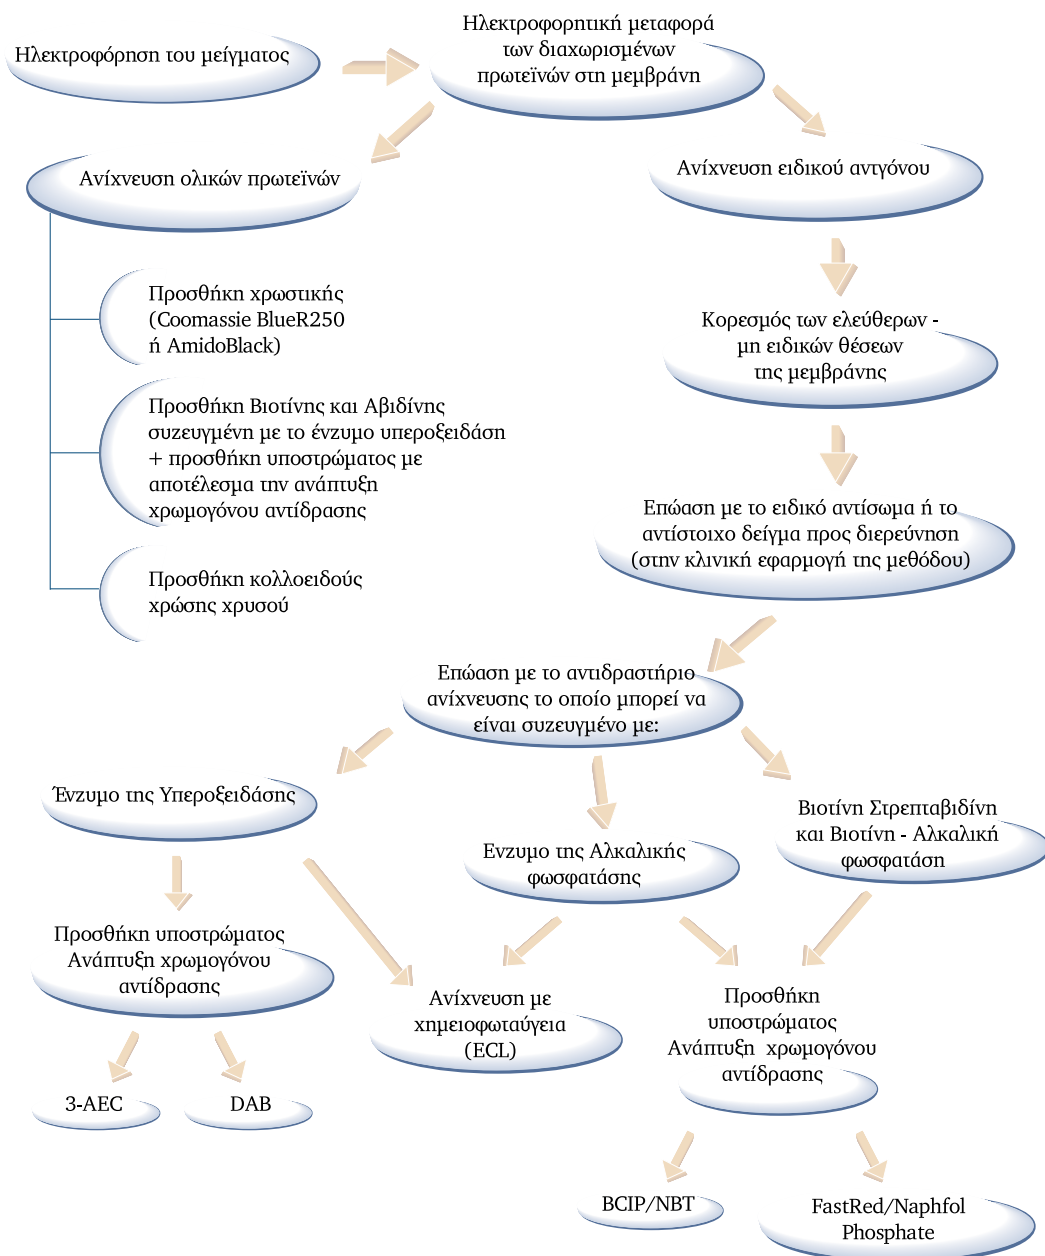 Ηλεκτροφόρηση του μείγματος
Ηλεκτροφορητική μεταφορά
των διαχωρισμένων
πρωτεϊνών στη μεμβράνη
Ανίχνευση ολικών πρωτεϊνών
Ανίχνευση ειδικού αντγόνου
Προσθήκη χρωστικής
(Coomassie BlueR250
ή AmidoBlack)
Προσθήκη Βιοτίνης και Αβιδίνης
συζευγμένη με το ένζυμο υπεροξειδάση
+ προσθήκη υποστρώματος με
αποτέλεσμα την ανάπτυξη
χρωμογόνου αντίδρασης
Προσθήκη κολλοειδούς
χρώσης χρυσού
Κορεσμός των ελεύθερων -
μη ειδικών θέσεων
της μεμβράνης
Επώαση με το ειδικό αντίσωμα ή το
αντίστοιχο δείγμα προς διερεύνηση
(στην κλινική εφαρμογή της μεθόδου)
Επώαση με το αντιδραστήριο
ανίχνευσης το οποίο μπορεί να
είναι συζευγμένο με:
Ένζυμο της Υπεροξειδάσης
Ενζυμο της Αλκαλικής
φωσφατάσης
Βιοτίνη Στρεπταβιδίνη
και Βιοτίνη - Αλκαλική
φωσφατάση
Προσθήκη υποστρώματος
Ανάπτυξη χρωμογόνου
αντίδρασης
Ανίχνευση με
χημειοφωταύγεια
(ECL)
Προσθήκη
υποστρώματος
Ανάπτυξη χρωμογόνου
αντίδρασης
3-AEC
DAB
BCIP/NBT
FastRed/Naphfol
Phosphate